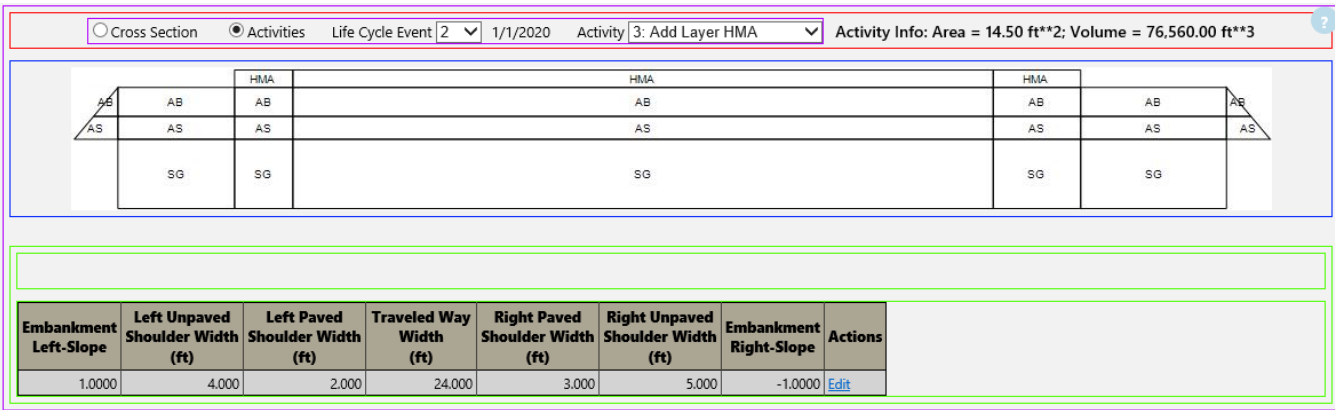 Cross Section Activities Life Cycle Event 2 1/1/2020 Activity 3: Add Layer HMA Activity Info: Area = 14.50 ft**2; Volume = 76,560.00 ft**3 ?
HMA HMA HMA
AB AB AB AB AB AB AB
AS AS AS AS AS AS AS
SG SG SG SG SG
Embankment Left-Slope Left Unpaved Shoulder Width (ft) Left Paved Shoulder Width (ft) Traveled Way Width (ft) Right Paved Shoulder Width (ft) Right Unpaved Shoulder Width (ft) Embankment Right-Slope Actions
1.0000 4.000 2.000 24.000 3.000 5.000 -1.0000 Edit